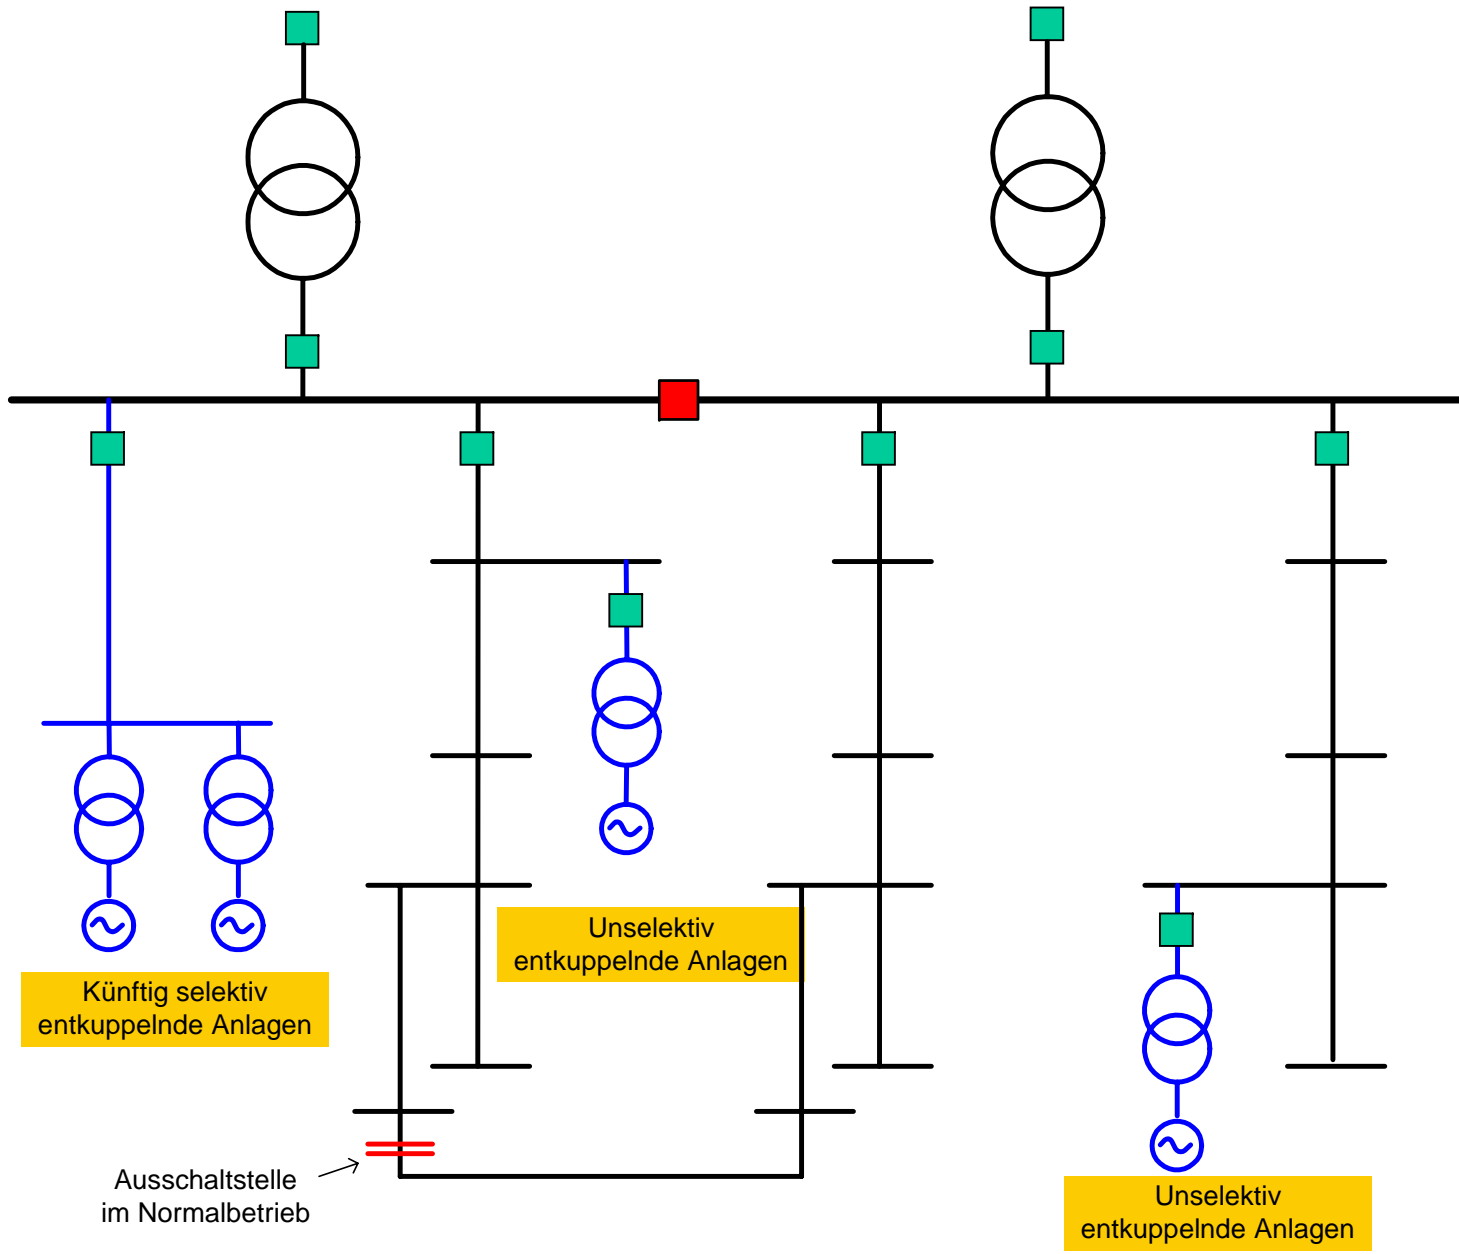 Unselektiv
entkuppelnde Anlagen
Künftig selektiv
entkuppelnde Anlagen
Ausschaltstelle
im Normalbetrieb
Unselektiv
entkuppelnde Anlagen